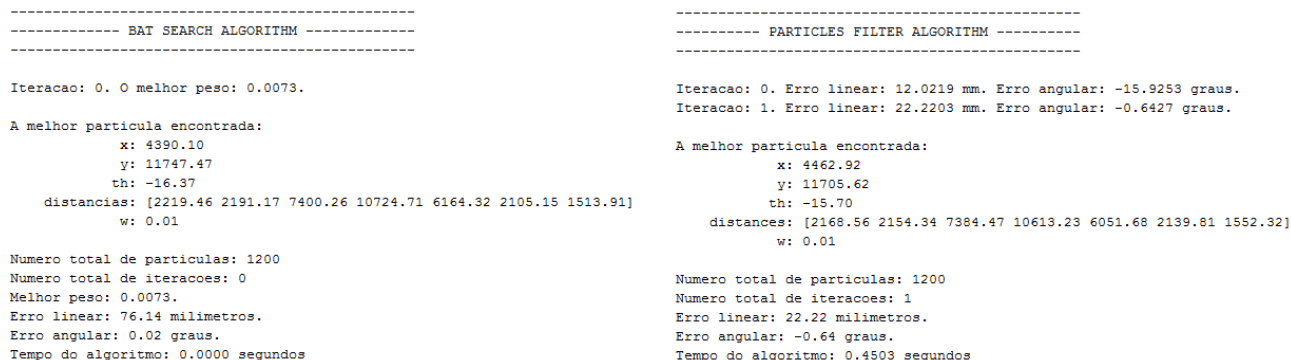 -----------------------------------------------
------------- BAT SEARCH ALGORITHM -------------
-----------------------------------------------
Iteracao: 0. O melhor peso: 0.0073.
A melhor particula encontrada:
x: 4390.10
y: 11747.47
th: -16.37
distancias: [2219.46 2191.17 7400.26 10724.71 6164.32 2105.15 1513.91]
w: 0.01
Numero total de particulas: 1200
Numero total de iteracoes: 0
Melhor peso: 0.0073.
Erro linear: 76.14 milimetros.
Erro angular: 0.02 graus.
Tempo do algoritmo: 0.0000 segundos
-----------------------------------------------
---------- PARTICLES FILTER ALGORITHM ----------
-----------------------------------------------
Iteracao: 0. Erro linear: 12.0219 mm. Erro angular: -15.9253 graus.
Iteracao: 1. Erro linear: 22.2203 mm. Erro angular: -0.6427 graus.
A melhor particula encontrada:
x: 4462.92
y: 11705.62
th: -15.70
distances: [2168.56 2154.34 7384.47 10613.23 6051.68 2139.81 1552.32]
w: 0.01
Numero total de particulas: 1200
Numero total de iteracoes: 1
Erro linear: 22.22 milimetros.
Erro angular: -0.64 graus.
Tempo do algoritmo: 0.4503 segundos